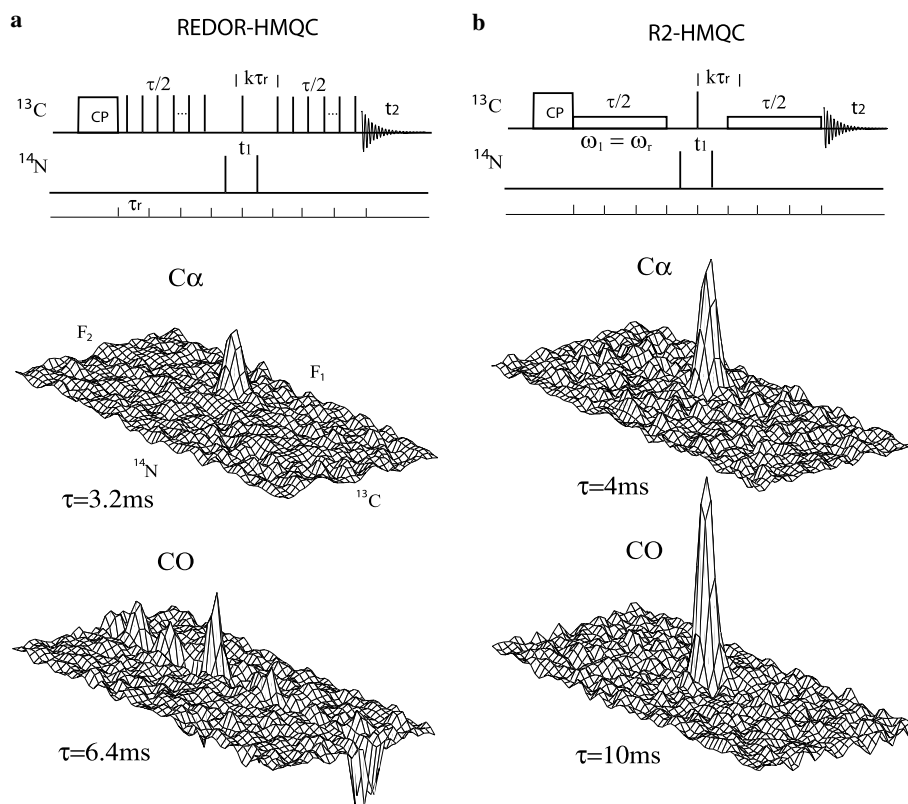 a
REDOR-HMQC
¹³C
CP
τ/2
...
kτr
τ/2
...
t₂
¹⁴N
t₁
τr
Cα
F₂
F₁
¹⁴N
¹³C
τ=3.2ms
CO
τ=6.4ms
b
R2-HMQC
¹³C
CP
τ/2
kτr
τ/2
t₂
ω₁ = ωr
t₁
¹⁴N
Cα
τ=4ms
CO
τ=10ms